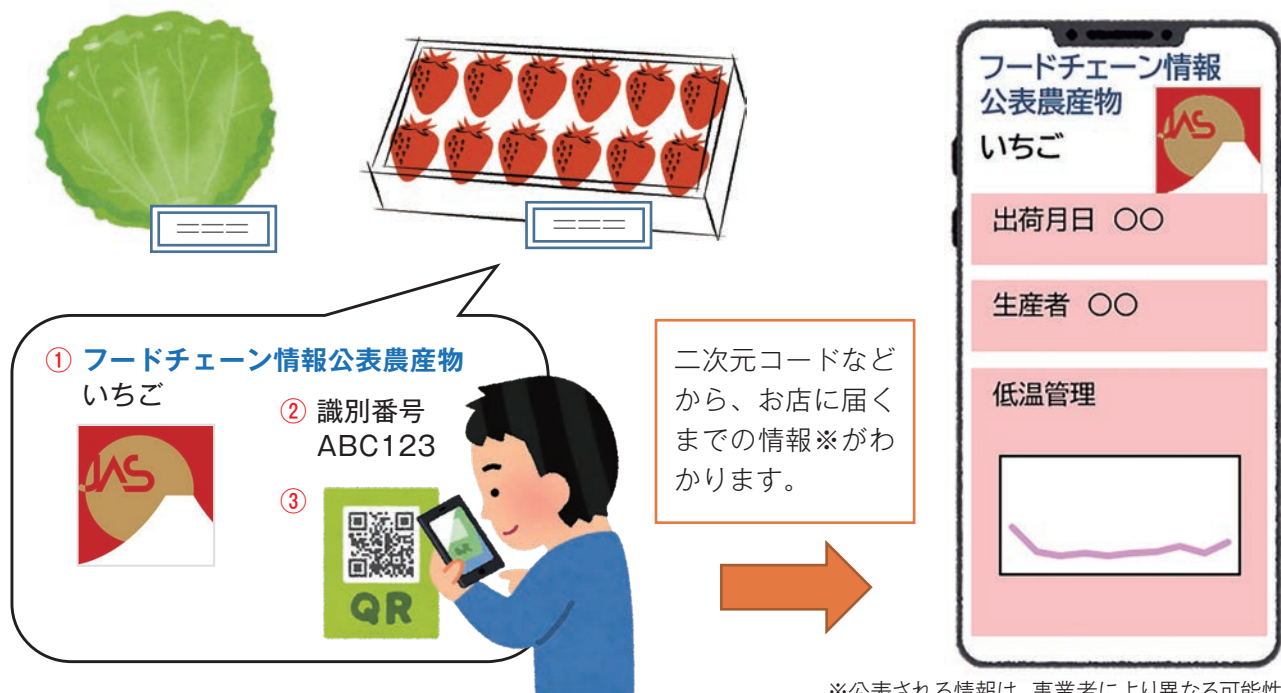 ① フードチェーン情報公表農産物
いちご
JAS
② 識別番号
ABC123
③
QR
QR
二次元コードなど
から、お店に届く
までの情報※がわ
かります。
フードチェーン情報
公表農産物
いちご
JAS
出荷月日 〇〇
生産者 〇〇
低温管理
※公表される情報は、事業者により異なる可能性